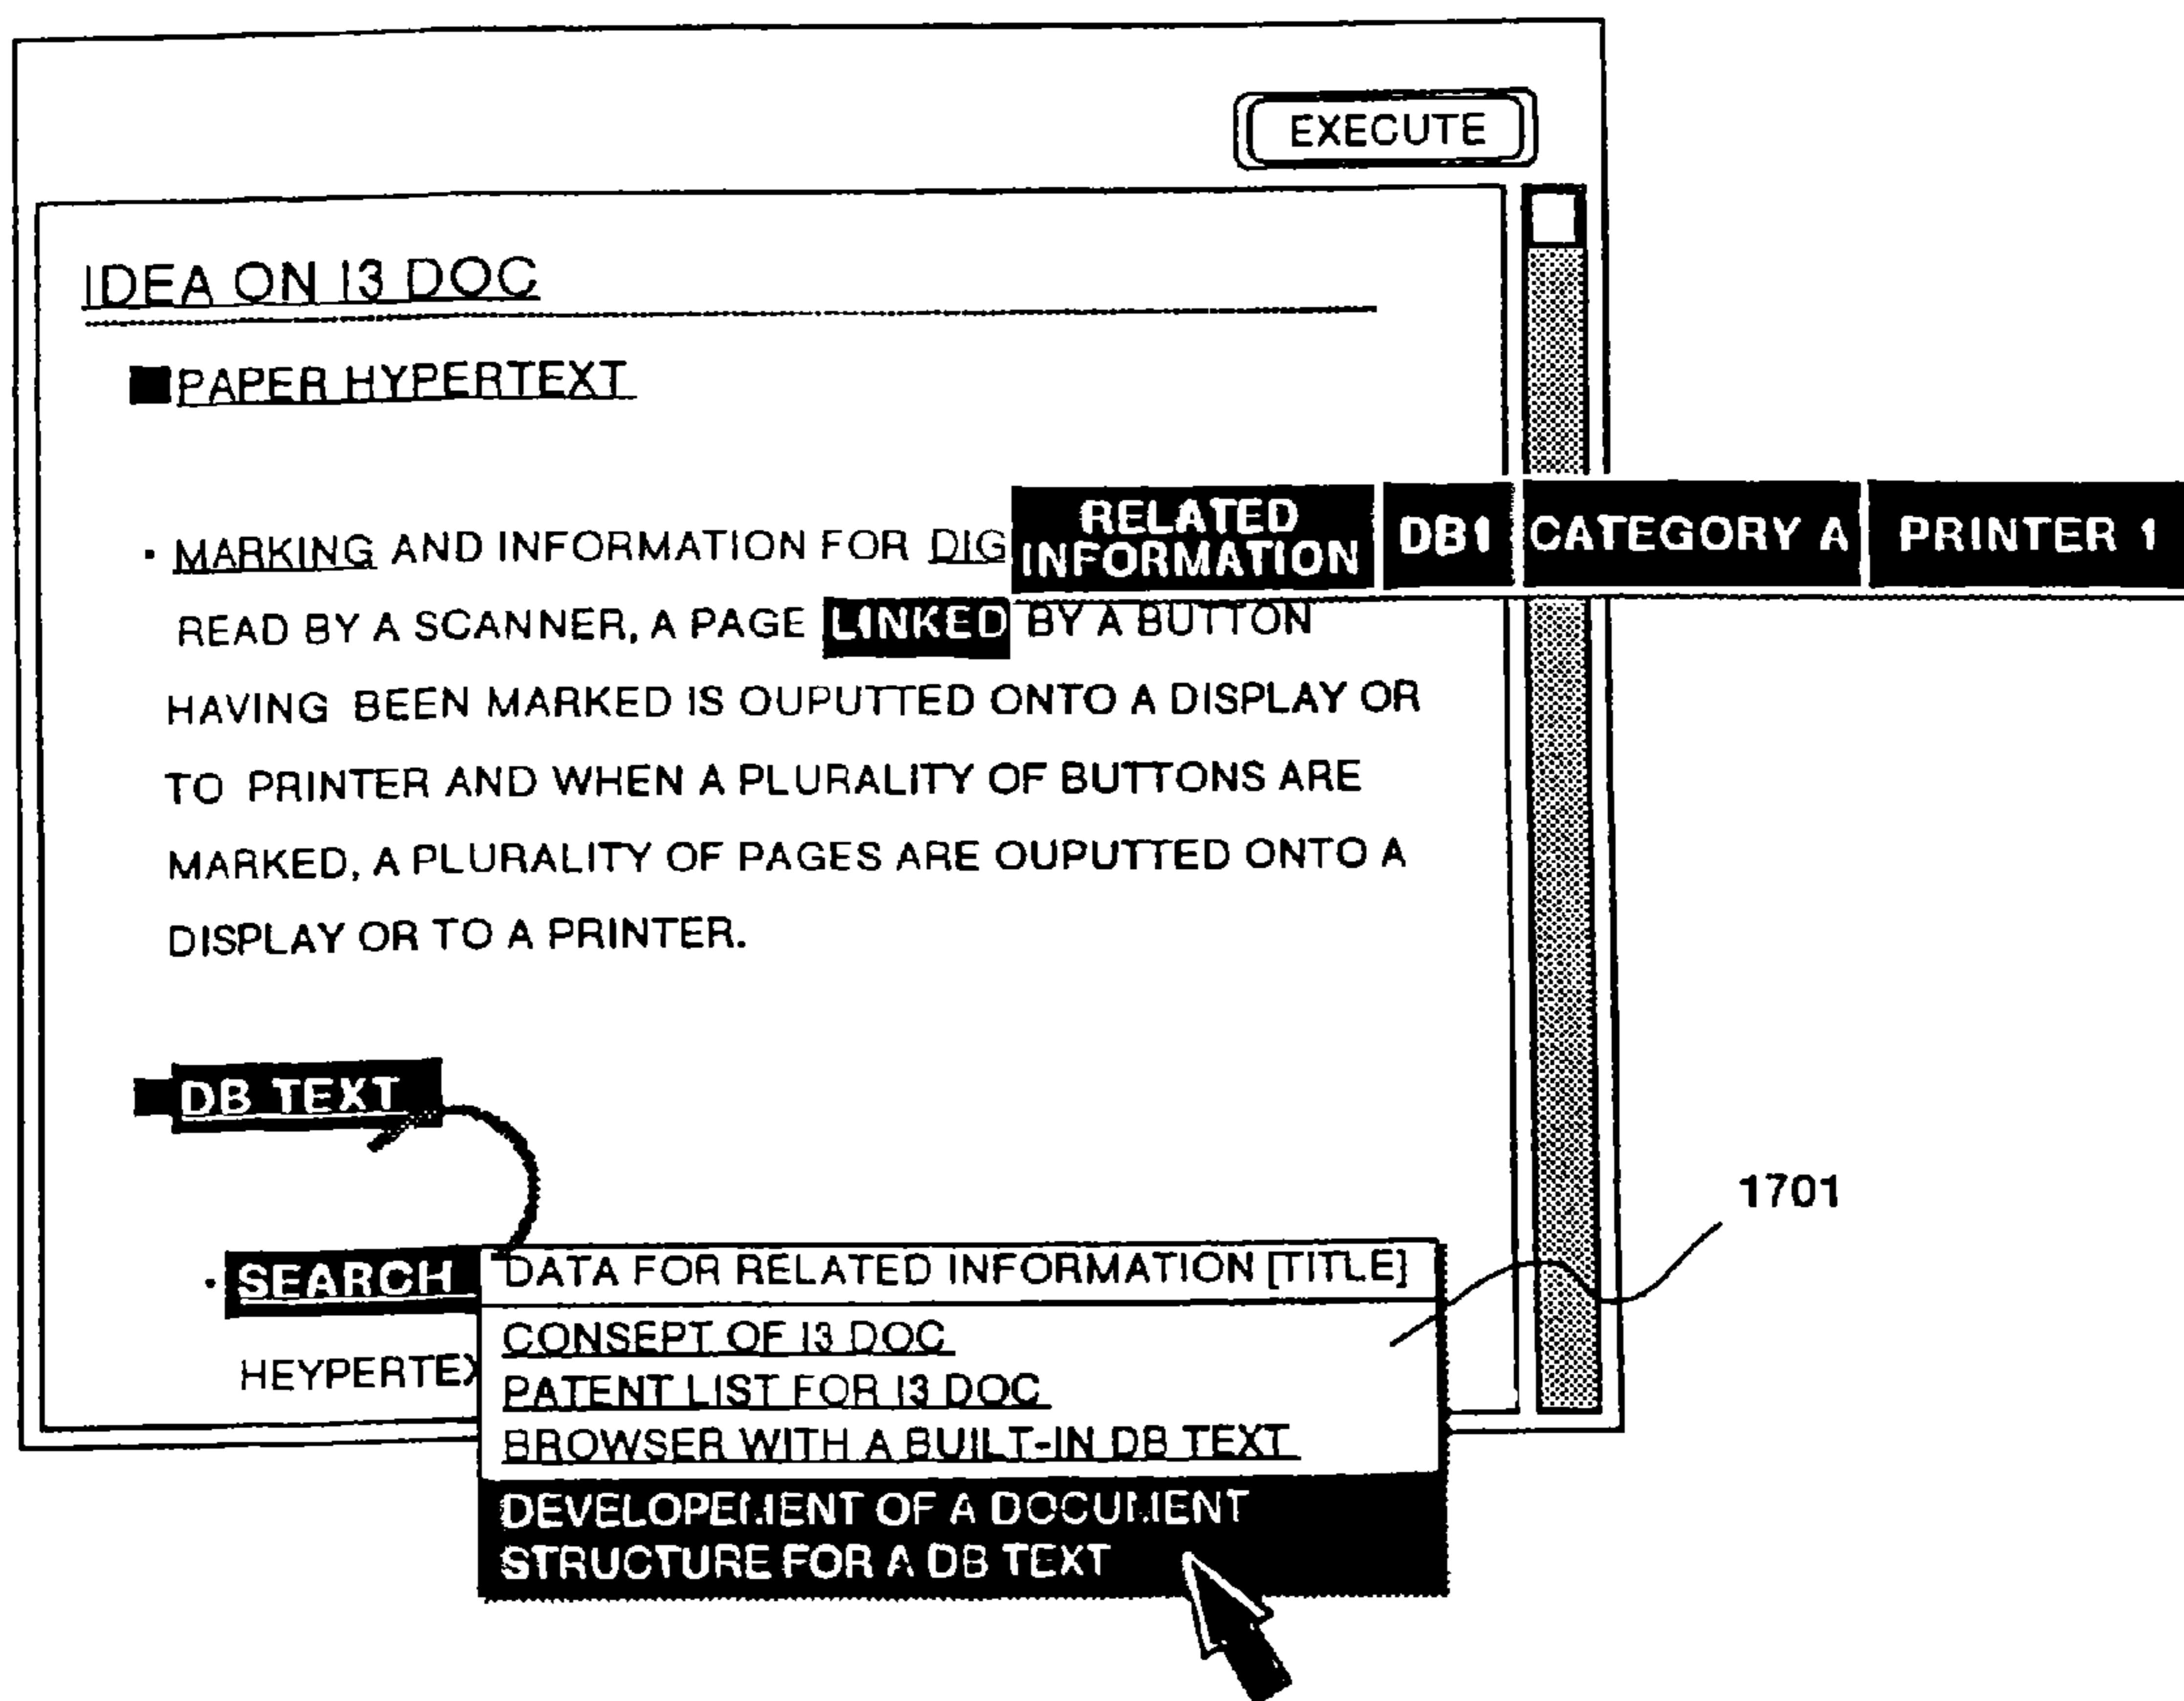 EXECUTE
IDEA ON I3 DOC
PAPER HYPERTEXT
RELATED
INFORMATION
DB1 CATEGORY A PRINTER 1
· MARKING AND INFORMATION FOR DIG
READ BY A SCANNER, A PAGE LINKED BY A BUTTON
HAVING BEEN MARKED IS OUPUTTED ONTO A DISPLAY OR
TO PRINTER AND WHEN A PLURALITY OF BUTTONS ARE
MARKED, A PLURALITY OF PAGES ARE OUPUTTED ONTO A
DISPLAY OR TO A PRINTER.
DB TEXT
1701
· SEARCH
DATA FOR RELATED INFORMATION [TITLE]
CONSEPT OF I3 DOC
HEYPERTEX
PATENT LIST FOR I3 DOC
BROWSER WITH A BUILT-IN DB TEXT
DEVELOPEMENT OF A DOCUMENT
STRUCTURE FOR A DB TEXT